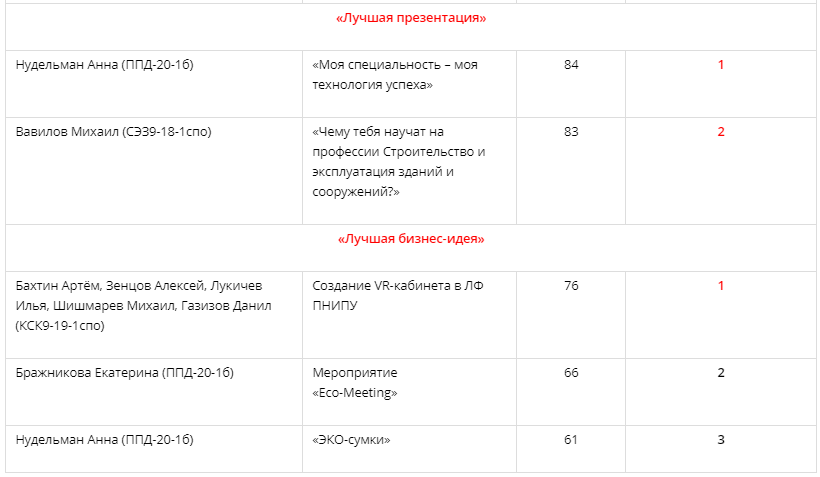 «Лучшая презентация»
Нудельман Анна (ППД-20-1б)
«Моя специальность – моя
технология успеха»
84
1
Вавилов Михаил (СЭЗ9-18-1спо)
«Чему тебя научат на
профессии Строительство и
эксплуатация зданий и
сооружений?»
83
2
«Лучшая бизнес-идея»
Бахтин Артём, Зенцов Алексей, Лукичев
Илья, Шишмарев Михаил, Газизов Данил
(КСК9-19-1спо)
Создание VR-кабинета в ЛФ
ПНИПУ
76
1
Бражникова Екатерина (ППД-20-1б)
Мероприятие
«Eco-Meeting»
66
2
Нудельман Анна (ППД-20-1б)
«ЭКО-сумки»
61
3